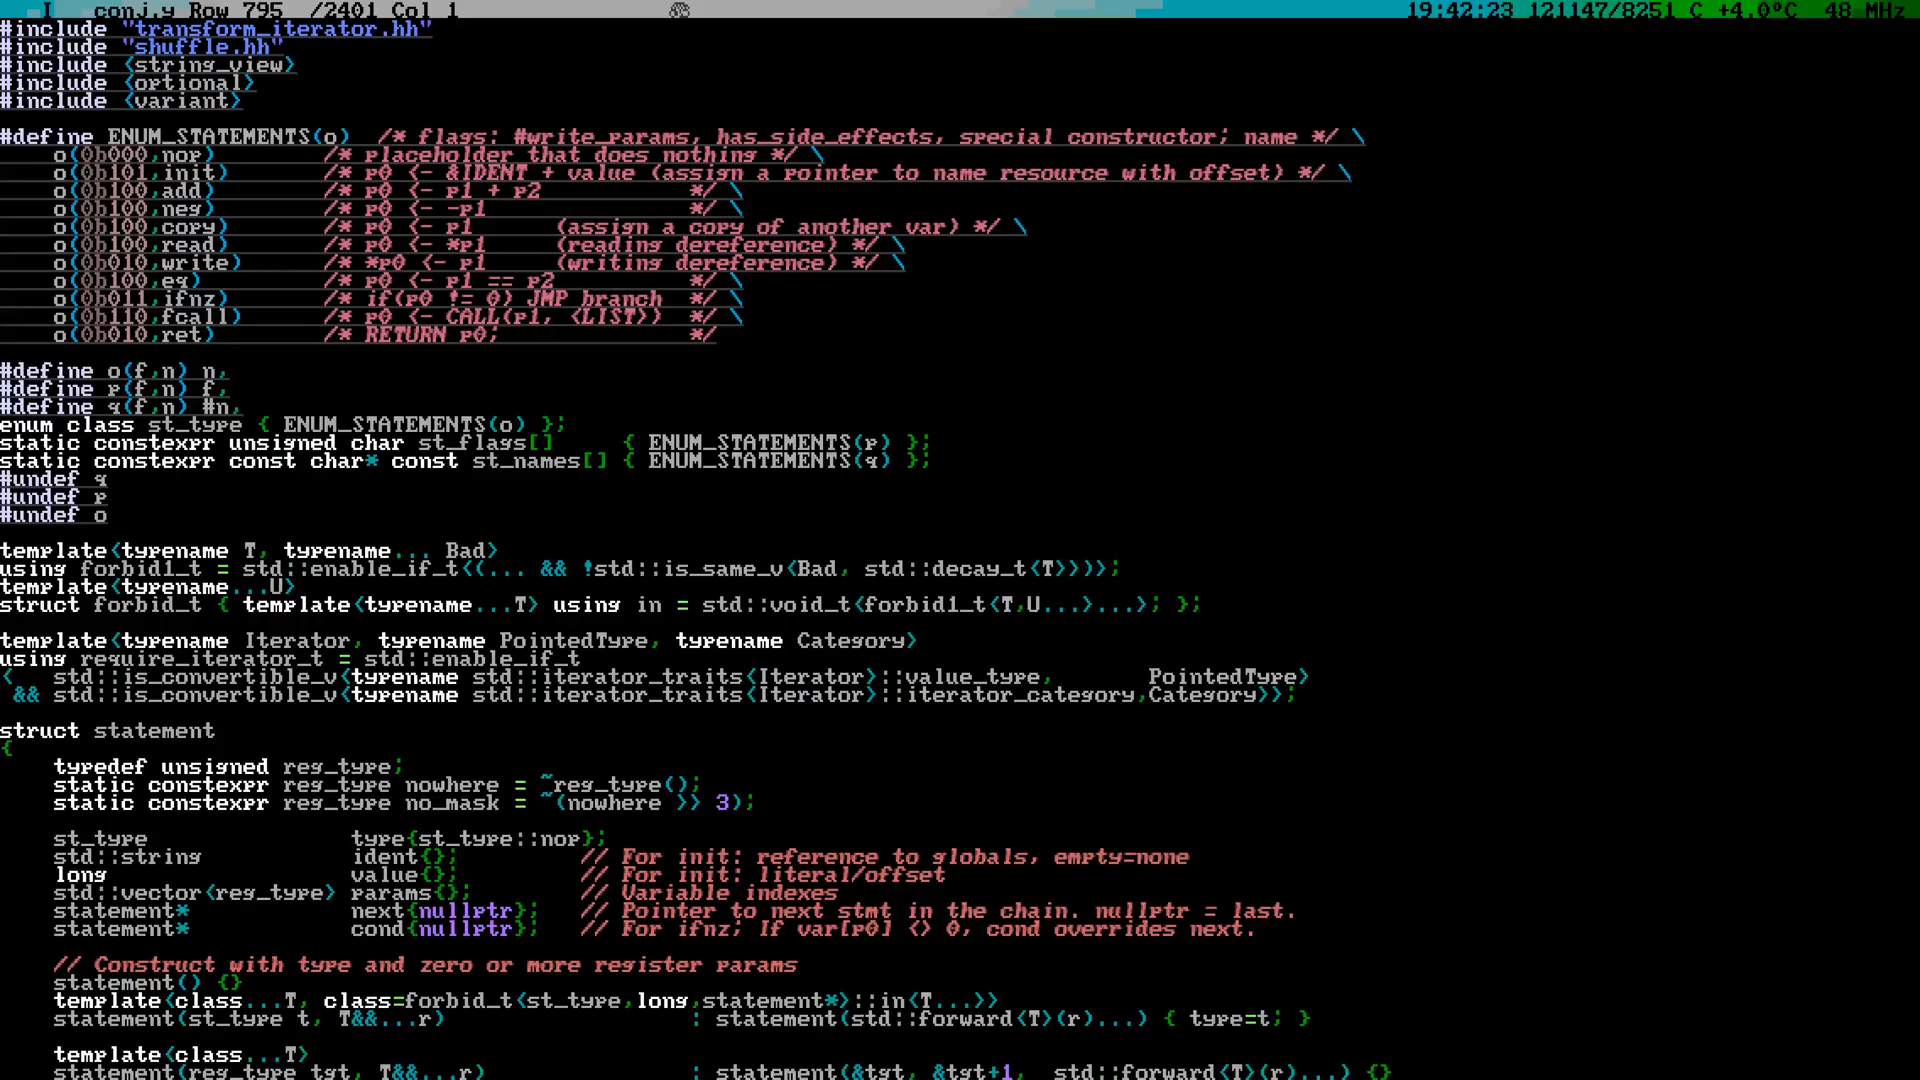 I conj.y Row 795 /2401 Col 1 19:42:23 121147/8251 C +4.0°C 48 MHz
#include "transform_iterator.hh"
#include "shuffle.hh"
#include <string_view>
#include <optional>
#include <variant>
#define ENUM_STATEMENTS(o) /* flags: #write_params, has_side_effects, special constructor; name */ \
o(0b000,nop) /* placeholder that does nothing */ \
o(0b101,init) /* p0 <- &IDENT + value (assign a pointer to name resource with offset) */ \
o(0b100,add) /* p0 <- p1 + p2 */ \
o(0b100,neg) /* p0 <- -p1 */ \
o(0b100,copy) /* p0 <- p1 (assign a copy of another var) */ \
o(0b100,read) /* p0 <- *p1 (reading dereference) */ \
o(0b010,write) /* *p0 <- p1 (writing dereference) */ \
o(0b100,eq) /* p0 <- p1 == p2 */ \
o(0b011,ifnz) /* if(p0 != 0) JMP branch */ \
o(0b110,fcall) /* p0 <- CALL(p1, <LIST>) */ \
o(0b010,ret) /* RETURN p0; */
#define o(f,n) n,
#define p(f,n) f,
#define q(f,n) #n,
enum class st_type { ENUM_STATEMENTS(o) };
static constexpr unsigned char st_flags[] { ENUM_STATEMENTS(p) };
static constexpr const char* const st_names[] { ENUM_STATEMENTS(q) };
#undef q
#undef p
#undef o
template<typename T, typename... Bad>
using forbid1_t = std::enable_if_t<(... && !std::is_same_v<Bad, std::decay_t<T>>)>;
template<typename...U>
struct forbid_t { template<typename...T> using in = std::void_t<forbid1_t<T,U...>...>; };
template<typename Iterator, typename PointedType, typename Category>
using require_iterator_t = std::enable_if_t
< std::is_convertible_v<typename std::iterator_traits<Iterator>::value_type, PointedType>
&& std::is_convertible_v<typename std::iterator_traits<Iterator>::iterator_category,Category>>;
struct statement
{
typedef unsigned reg_type;
static constexpr reg_type nowhere = ~reg_type();
static constexpr reg_type no_mask = ~(nowhere >> 3);
st_type type{st_type::nop};
std::string ident{}; // For init: reference to globals, empty=none
long value{}; // For init: literal/offset
std::vector<reg_type> params{}; // Variable indexes
statement* next{nullptr}; // Pointer to next stmt in the chain. nullptr = last.
statement* cond{nullptr}; // For ifnz; If var[p0] <> 0, cond overrides next.
// Construct with type and zero or more register params
statement() {}
template<class...T, class=forbid_t<st_type,long,statement*>::in<T...>>
statement(st_type t, T&&...r) : statement(std::forward<T>(r)...) { type=t; }
template<class...T>
statement(reg_type tgt, T&&...r) : statement(&tgt, &tgt+1, std::forward<T>(r)...) {}